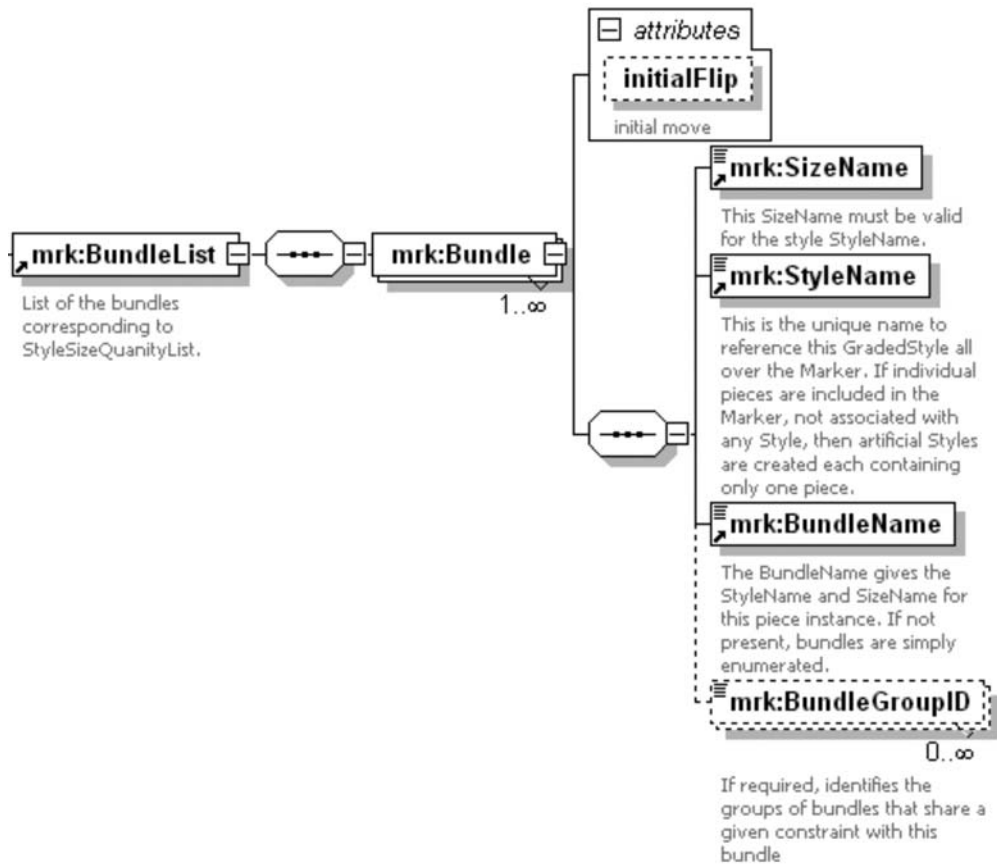 attributes
initialFlip
initial move
mrk:SizeName
This SizeName must be valid
for the style StyleName.
mrk:BundleList
List of the bundles
corresponding to
StyleSizeQuanityList.
mrk:Bundle
1..∞
mrk:StyleName
This is the unique name to
reference this GradedStyle all
over the Marker. If individual
pieces are included in the
Marker, not associated with
any Style, then artificial Styles
are created each containing
only one piece.
mrk:BundleName
The BundleName gives the
StyleName and SizeName for
this piece instance. If not
present, bundles are simply
enumerated.
mrk:BundleGroupID
0..∞
If required, identifies the
groups of bundles that share a
given constraint with this
bundle